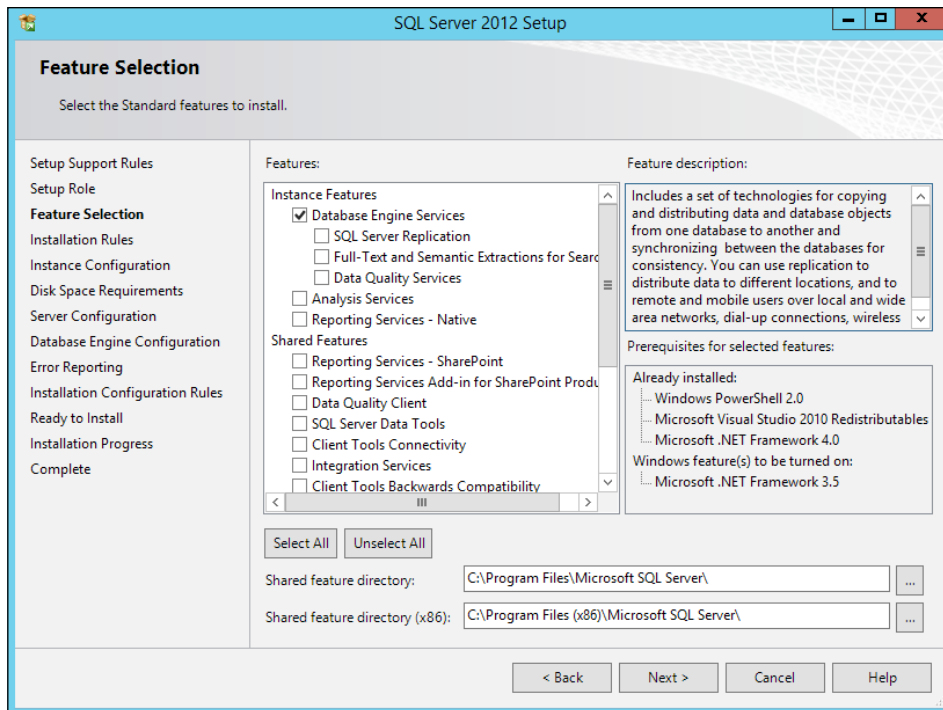 SQL Server 2012 Setup
Feature Selection
Select the Standard features to install.
Setup Support Rules
Setup Role
Feature Selection
Installation Rules
Instance Configuration
Disk Space Requirements
Server Configuration
Database Engine Configuration
Error Reporting
Installation Configuration Rules
Ready to Install
Installation Progress
Complete
Features:
Instance Features
Database Engine Services
SQL Server Replication
Full-Text and Semantic Extractions for Searc
Data Quality Services
Analysis Services
Reporting Services - Native
Shared Features
Reporting Services - SharePoint
Reporting Services Add-in for SharePoint Produ
Data Quality Client
SQL Server Data Tools
Client Tools Connectivity
Integration Services
Client Tools Backwards Compatibility
Feature description:
Includes a set of technologies for copying
and distributing data and database objects
from one database to another and
synchronizing between the databases for
consistency. You can use replication to
distribute data to different locations, and to
remote and mobile users over local and wide
area networks, dial-up connections, wireless
Prerequisites for selected features:
Already installed:
Windows PowerShell 2.0
Microsoft Visual Studio 2010 Redistributables
Microsoft .NET Framework 4.0
Windows feature(s) to be turned on:
Microsoft .NET Framework 3.5
Select All
Unselect All
Shared feature directory:
C:\Program Files\Microsoft SQL Server\
...
Shared feature directory (x86):
C:\Program Files (x86)\Microsoft SQL Server\
...
< Back
Next >
Cancel
Help